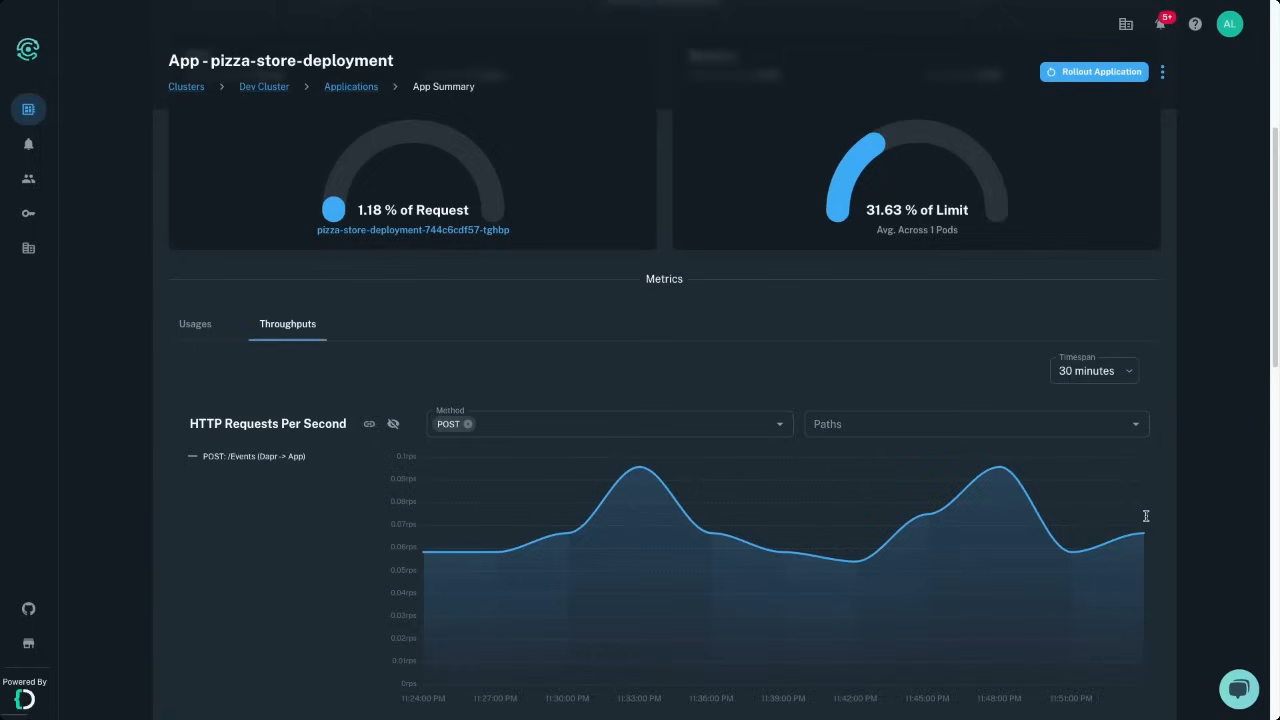 5+
AL
App - pizza-store-deployment
Rollout Application
Clusters > Dev Cluster > Applications > App Summary
1.18 % of Request
pizza-store-deployment-744c6cdf57-tghbp
31.63 % of Limit
Avg. Across 1 Pods
Metrics
Usages
Throughputs
Timespan
30 minutes
HTTP Requests Per Second
Method
POST
Paths
POST: /Events (Dapr -> App)
0.1rps
0.09rps
0.08rps
0.07rps
0.06rps
0.05rps
0.04rps
0.03rps
0.02rps
0.01rps
0rps
11:24:00 PM 11:27:00 PM 11:30:00 PM 11:33:00 PM 11:36:00 PM 11:39:00 PM 11:42:00 PM 11:45:00 PM 11:48:00 PM 11:51:00 PM
Powered By